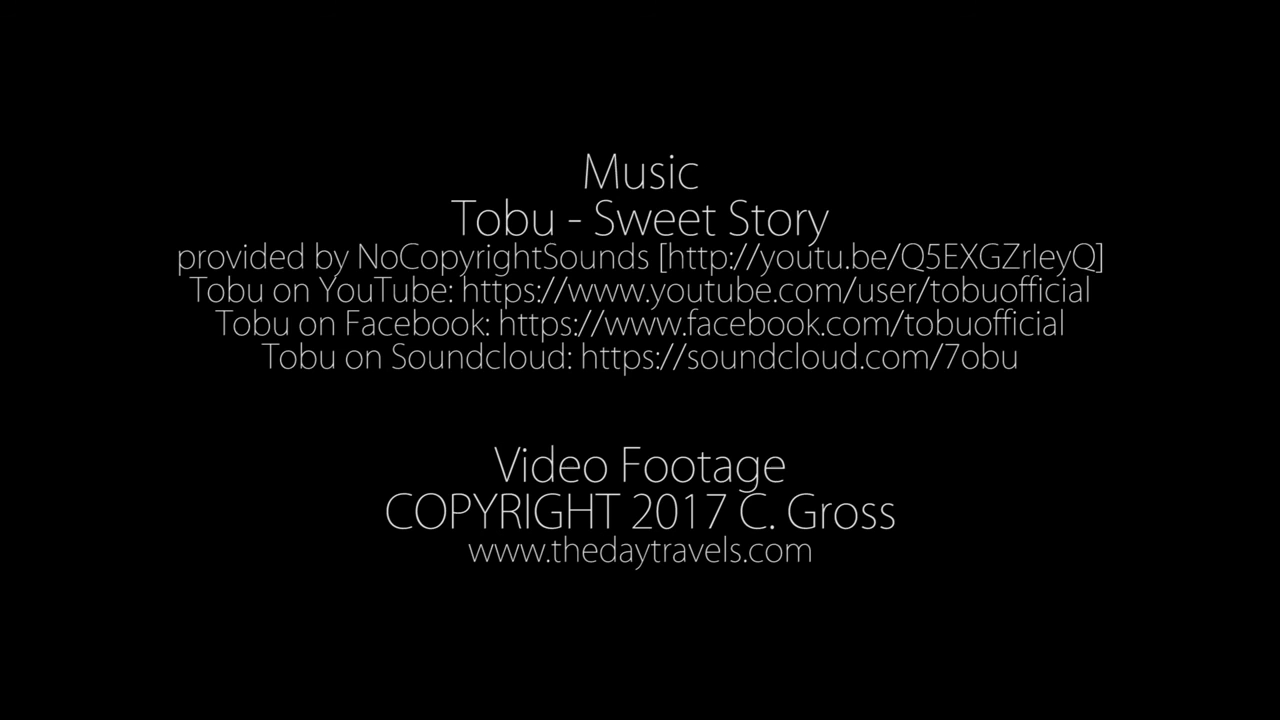 Music
Tobu - Sweet Story
provided by NoCopyrightSounds [http://youtu.be/Q5EXGZrIeyQ]
Tobu on YouTube: https://www.youtube.com/user/tobuofficial
Tobu on Facebook: https://www.facebook.com/tobuofficial
Tobu on Soundcloud: https://soundcloud.com/7obu
Video Footage
COPYRIGHT 2017 C. Gross
www.thedaytravels.com